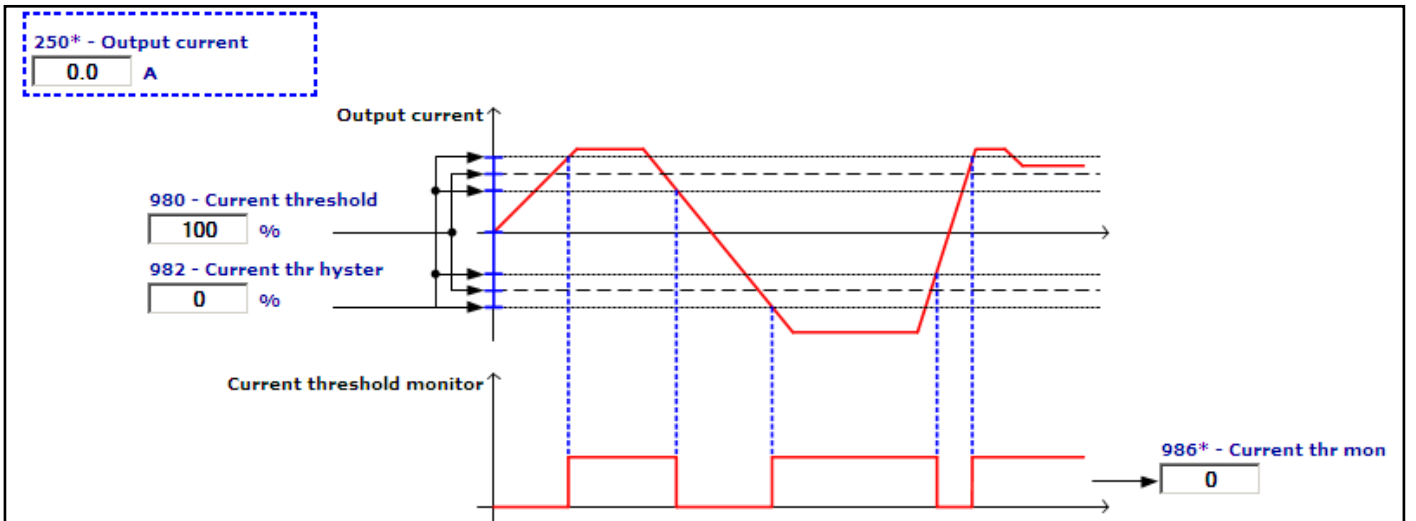 250* - Output current
0.0 A
Output current
980 - Current threshold
100 %
982 - Current thr hyster
0 %
Current threshold monitor
986* - Current thr mon
0